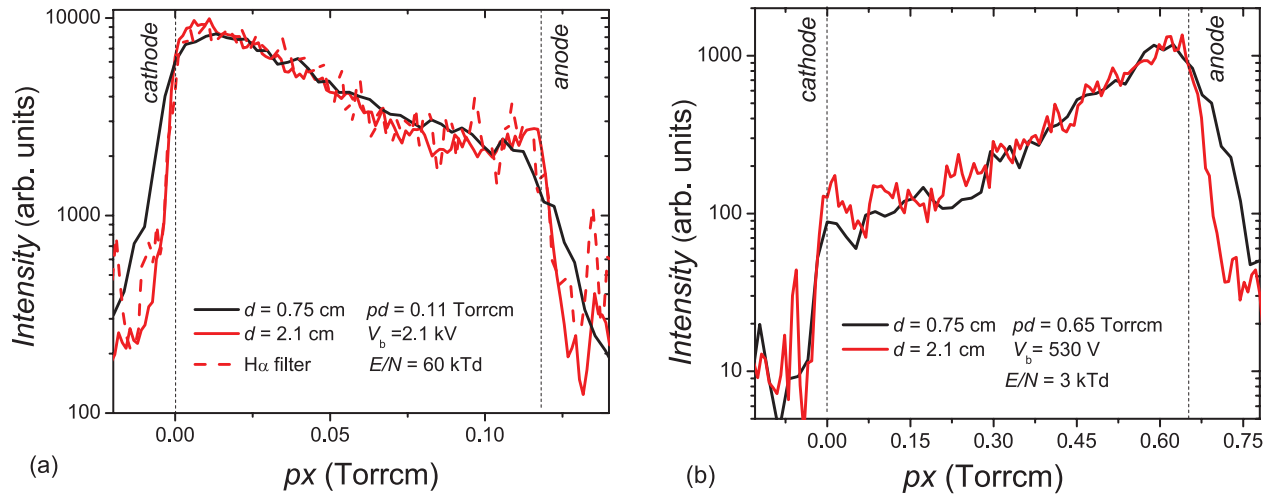 10000
1000
100
Intensity (arb. units)
cathode
anode
d = 0.75 cm pd = 0.11 Torrcm
d = 2.1 cm V_b =2.1 kV
Hα filter E/N = 60 kTd
0.00 0.05 0.10
(a) px (Torrcm)
1000
100
10
Intensity (arb. units)
cathode
anode
d = 0.75 cm pd = 0.65 Torrcm
d = 2.1 cm V_b = 530 V
E/N = 3 kTd
0.00 0.15 0.30 0.45 0.60 0.75
(b) px (Torrcm)